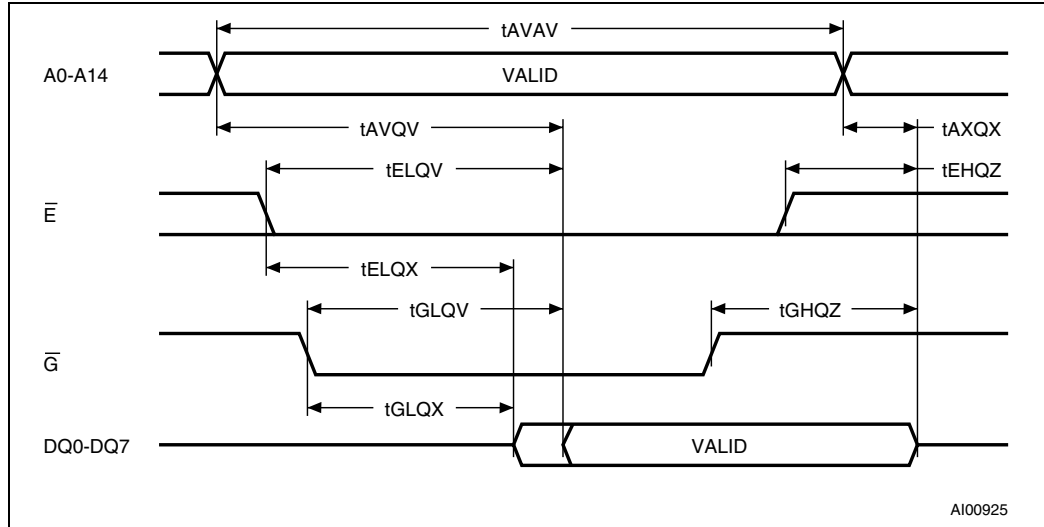 tAVAV
A0-A14
VALID
tAVQV
tAXQX
tELQV
tEHQZ
E̅
tELQX
tGLQV
tGHQZ
G̅
tGLQX
DQ0-DQ7
VALID
AI00925